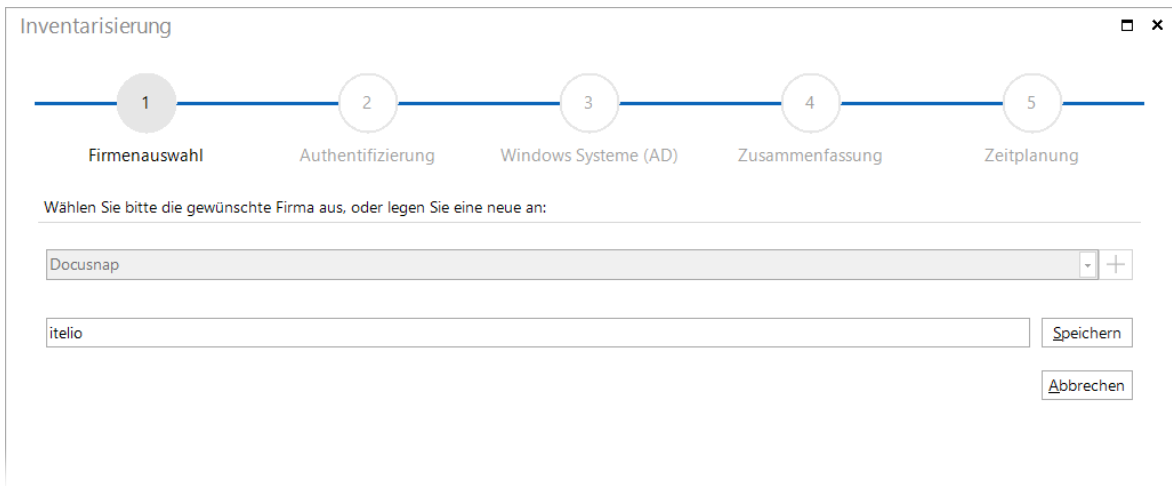 Inventarisierung
1 2 3 4 5
Firmenauswahl Authentifizierung Windows Systeme (AD) Zusammenfassung Zeitplanung
Wählen Sie bitte die gewünschte Firma aus, oder legen Sie eine neue an:
Docusnap
itelio Speichern
Abbrechen